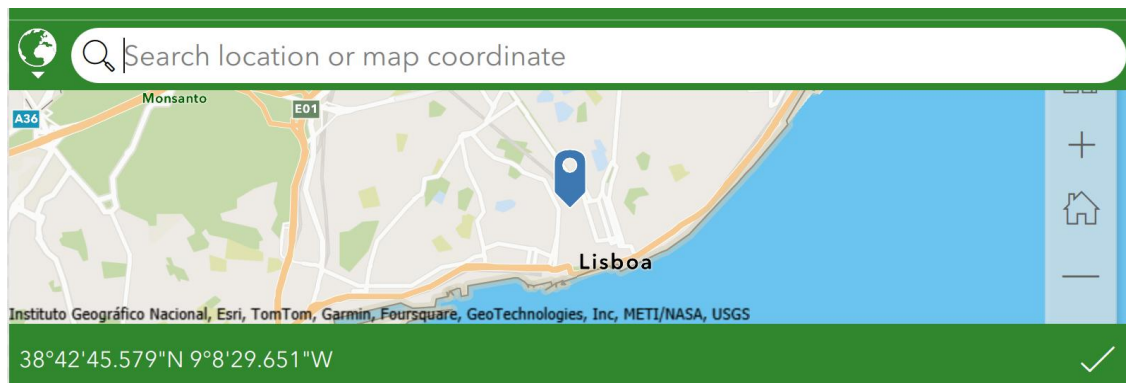 Search location or map coordinate
Monsanto
E01
A36
Lisboa
Instituto Geográfico Nacional, Esri, TomTom, Garmin, Foursquare, GeoTechnologies, Inc, METI/NASA, USGS
38°42'45.579"N 9°8'29.651"W